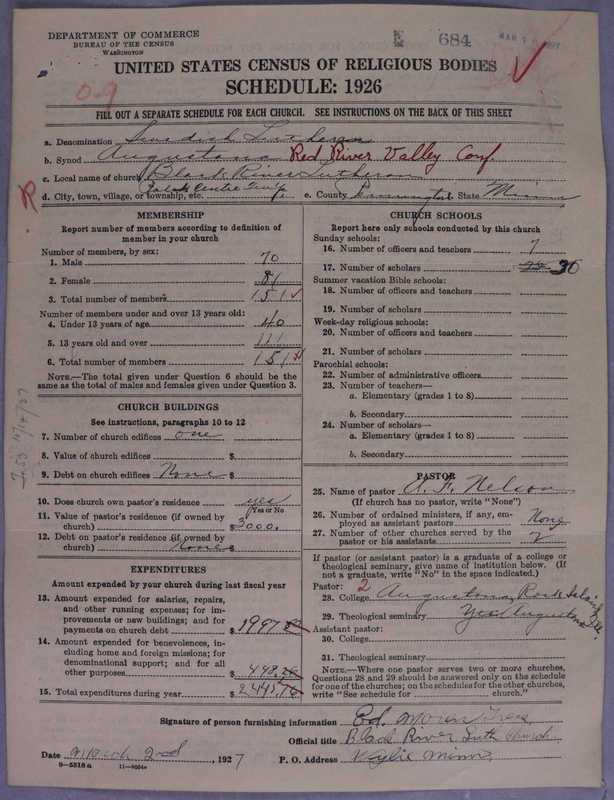 DEPARTMENT OF COMMERCE
BUREAU OF THE CENSUS
WASHINGTON
684
UNITED STATES CENSUS OF RELIGIOUS BODIES
SCHEDULE: 1926
FILL OUT A SEPARATE SCHEDULE FOR EACH CHURCH. SEE INSTRUCTIONS ON THE BACK OF THIS SHEET
a. Denomination Swedish Lutheran
b. Synod Augustana Red River Valley Conf.
c. Local name of church Black River Lutheran
d. City, town, village, or township, etc. Centre e. County Pennington State Minn
MEMBERSHIP
Report number of members according to definition of member in your church
Number of members, by sex:
1. Male 70
2. Female 81
3. Total number of members 151
Number of members under and over 13 years old:
4. Under 13 years of age 40
5. 13 years old and over 111
6. Total number of members 151
NOTE.—The total given under Question 6 should be the same as the total of males and females given under Question 3.
CHURCH BUILDINGS
See instructions, paragraphs 10 to 12
7. Number of church edifices one
8. Value of church edifices $
9. Debt on church edifices None $
10. Does church own pastor's residence yes
Yes or No
11. Value of pastor's residence (if owned by church) $ 3000.
12. Debt on pastor's residence (if owned by church) None $
EXPENDITURES
Amount expended by your church during last fiscal year
13. Amount expended for salaries, repairs, and other running expenses; for improvements or new buildings; and for payments on church debt $ 1997
14. Amount expended for benevolences, including home and foreign missions; for denominational support; and for all other purposes $ 448.
15. Total expenditures during year $ 2445.
CHURCH SCHOOLS
Report here only schools conducted by this church
Sunday schools:
16. Number of officers and teachers 7
17. Number of scholars 30
Summer vacation Bible schools:
18. Number of officers and teachers
19. Number of scholars
Week-day religious schools:
20. Number of officers and teachers
21. Number of scholars
Parochial schools:
22. Number of administrative officers
23. Number of teachers—
a. Elementary (grades 1 to 8)
b. Secondary
24. Number of scholars—
a. Elementary (grades 1 to 8)
b. Secondary
PASTOR
25. Name of pastor F. Nelson
(If church has no pastor, write "None")
26. Number of ordained ministers, if any, employed as assistant pastors None
27. Number of other churches served by the pastor or his assistants 2
If pastor (or assistant pastor) is a graduate of a college or theological seminary, give name of institution below. (If not a graduate, write "No" in the space indicated.)
Pastor: 2
28. College Augustana, Rock Island Ill
29. Theological seminary Yes Augustana
Assistant pastor:
30. College
31. Theological seminary
NOTE.—Where one pastor serves two or more churches, Questions 28 and 29 should be answered only on the schedule for one of the churches; on the schedules for the other churches, write "See schedule for church."
Signature of person furnishing information Ed.
Official title Black River Luth Church
Date March 2nd, 1927 P. O. Address Wylie Minn
8—5518a 11—9554a